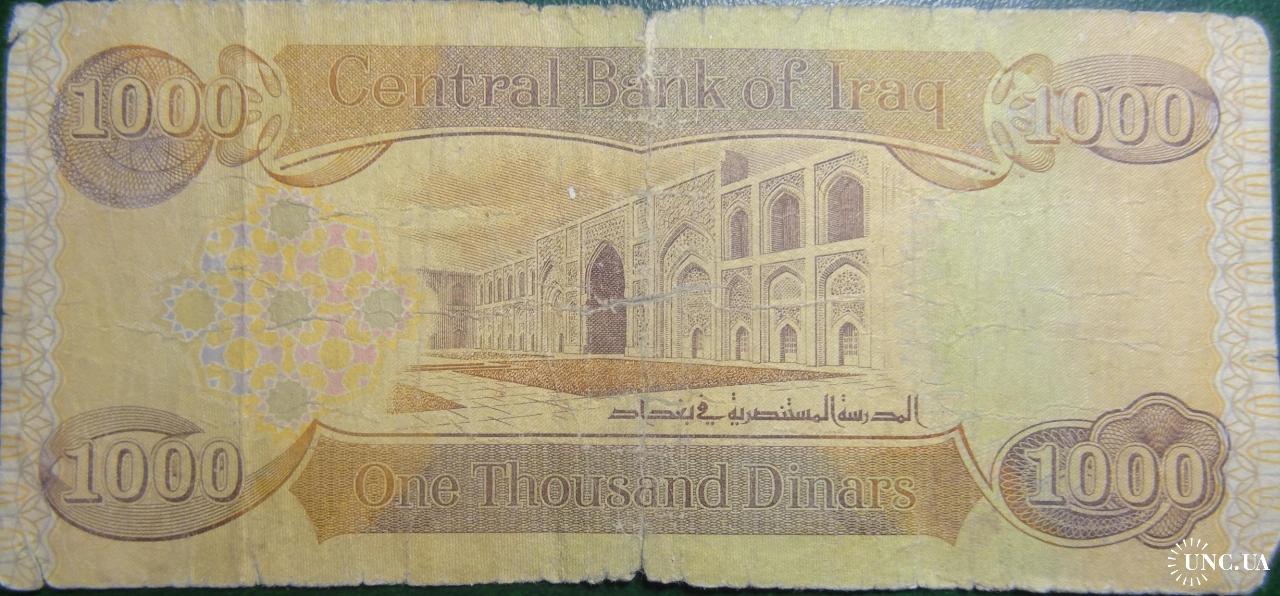 1000
Central Bank of Iraq
1000
المدرسة المستنصرية في بغداد
1000
One Thousand Dinars
1000
UNC.UA